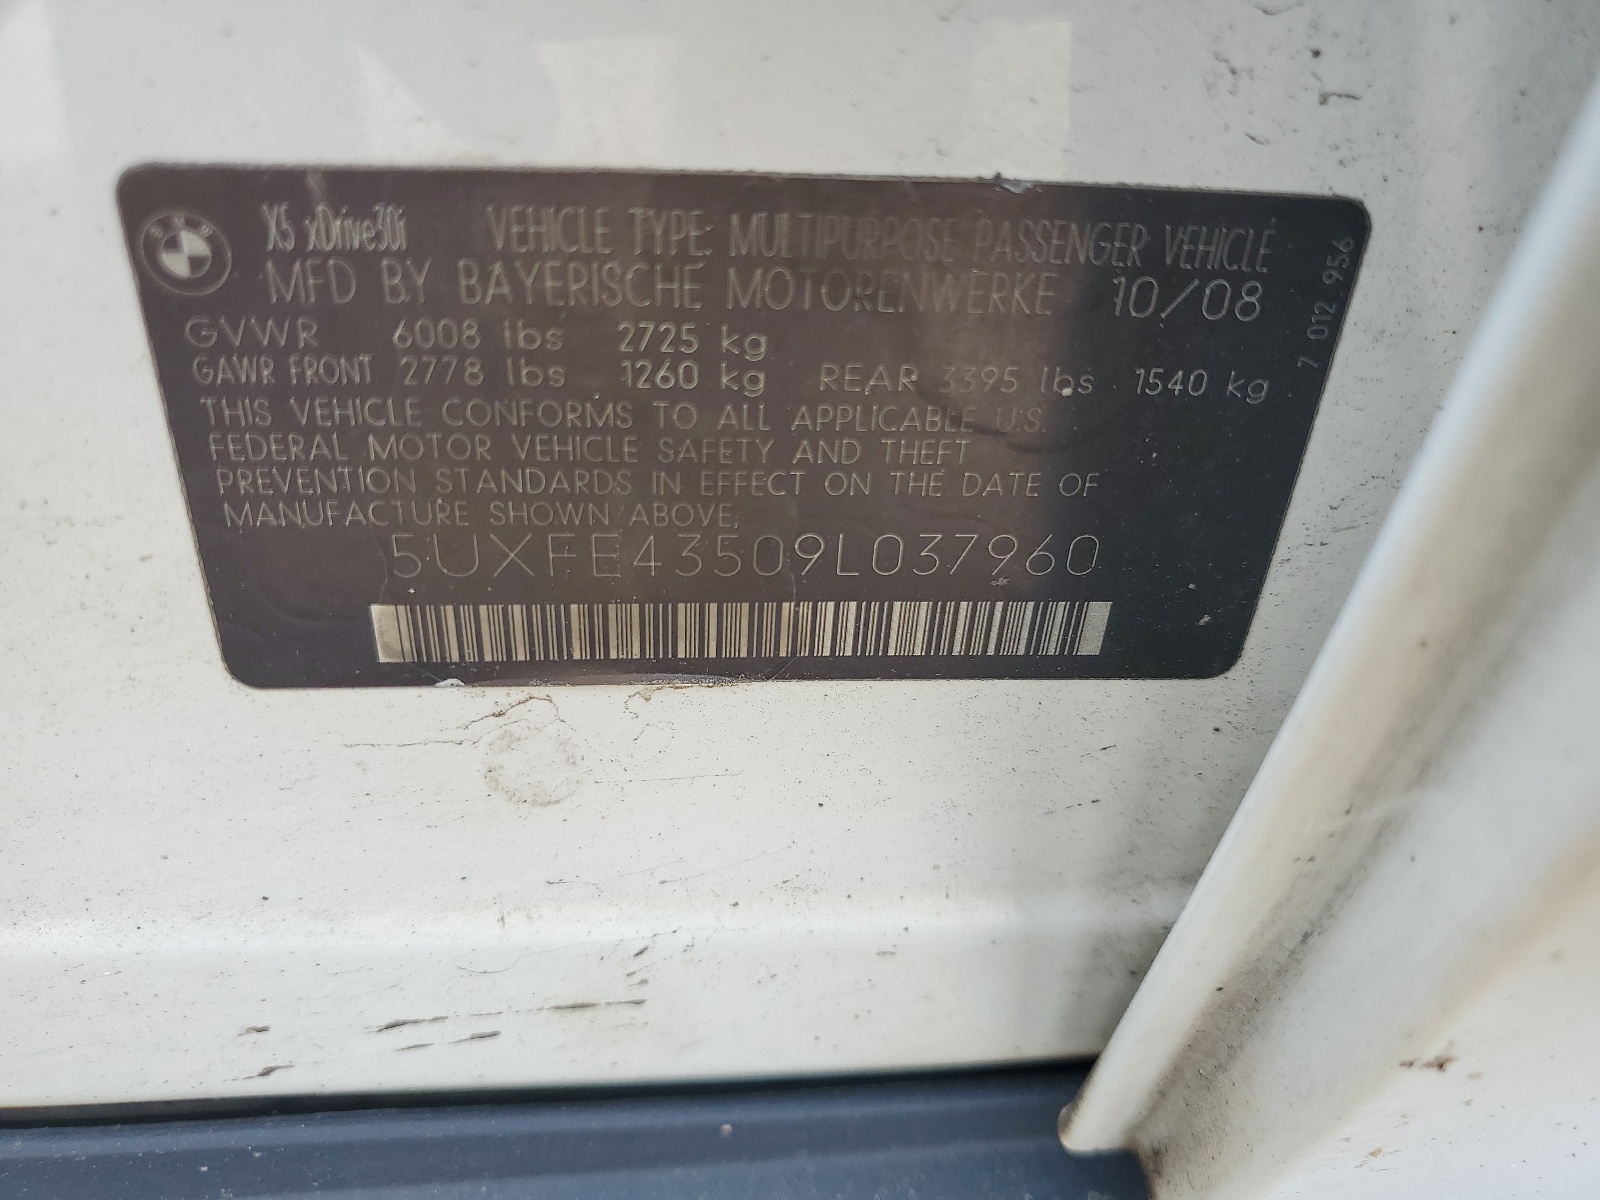 BMW
X5 xDrive30i VEHICLE TYPE: MULTIPURPOSE PASSENGER VEHICLE
MFD BY BAYERISCHE MOTORENWERKE 10/08
GVWR 6008 lbs 2725 kg
GAWR FRONT 2778 lbs 1260 kg REAR 3395 lbs 1540 kg
THIS VEHICLE CONFORMS TO ALL APPLICABLE U.S.
FEDERAL MOTOR VEHICLE SAFETY AND THEFT
PREVENTION STANDARDS IN EFFECT ON THE DATE OF
MANUFACTURE SHOWN ABOVE.
5UXFE43509L037960
7 012 956